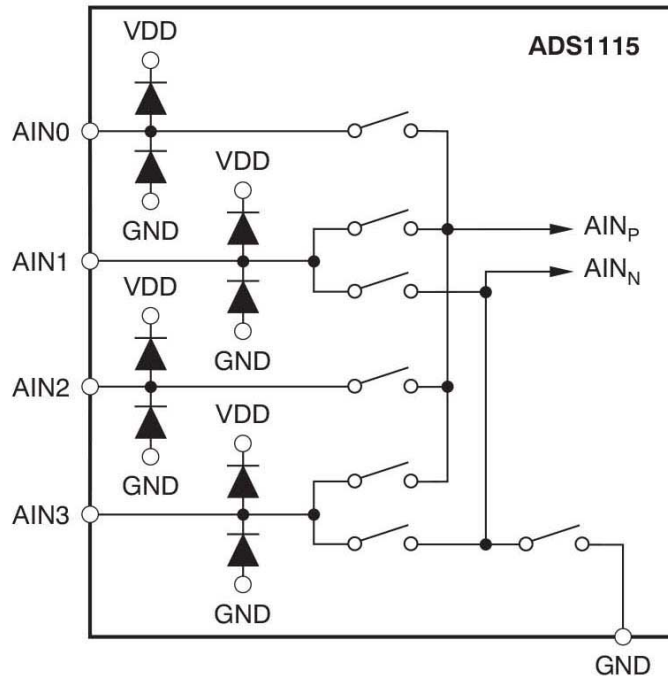 VDD
ADS1115
AIN0
VDD
GND
AINP
AIN1
AINN
VDD
GND
AIN2
VDD
GND
AIN3
GND
GND